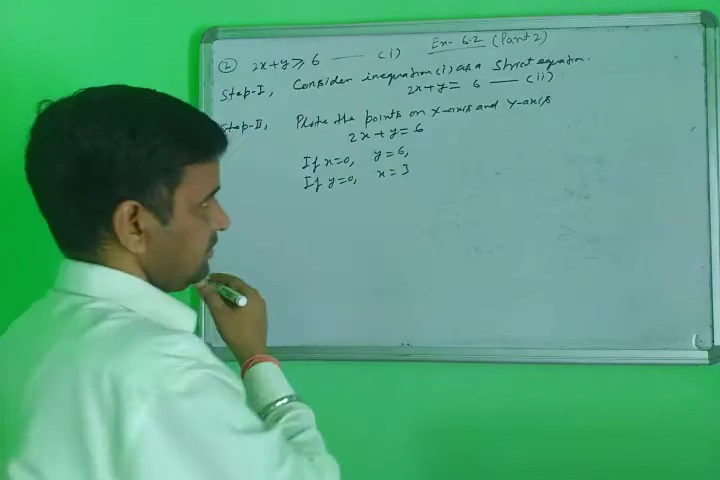 Ex- 6.2 (Part 2)
② 2x+y ≥ 6 —— (i)
Step-I, Consider inequation (i) as a Strict equation.
2x+y = 6 —— (ii)
Step-II, Plote the points on X-axis and Y-axis
2x+y=6
If x=0, y=6,
If y=0, x=3